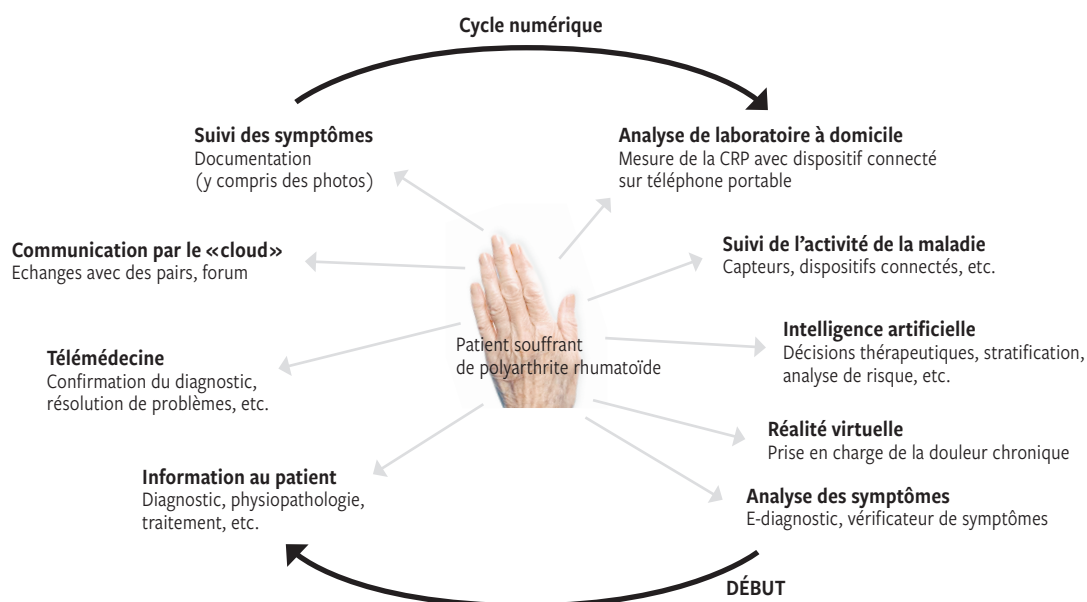 Cycle numérique
Suivi des symptômes
Documentation
(y compris des photos)
Analyse de laboratoire à domicile
Mesure de la CRP avec dispositif connecté
sur téléphone portable
Communication par le «cloud»
Echanges avec des pairs, forum
Suivi de l’activité de la maladie
Capteurs, dispositifs connectés, etc.
Patient souffrant
de polyarthrite rhumatoïde
Intelligence artificielle
Décisions thérapeutiques, stratification,
analyse de risque, etc.
Télémédecine
Confirmation du diagnostic,
résolution de problèmes, etc.
Réalité virtuelle
Prise en charge de la douleur chronique
Information au patient
Diagnostic, physiopathologie,
traitement, etc.
Analyse des symptômes
E-diagnostic, vérificateur de symptômes
DÉBUT